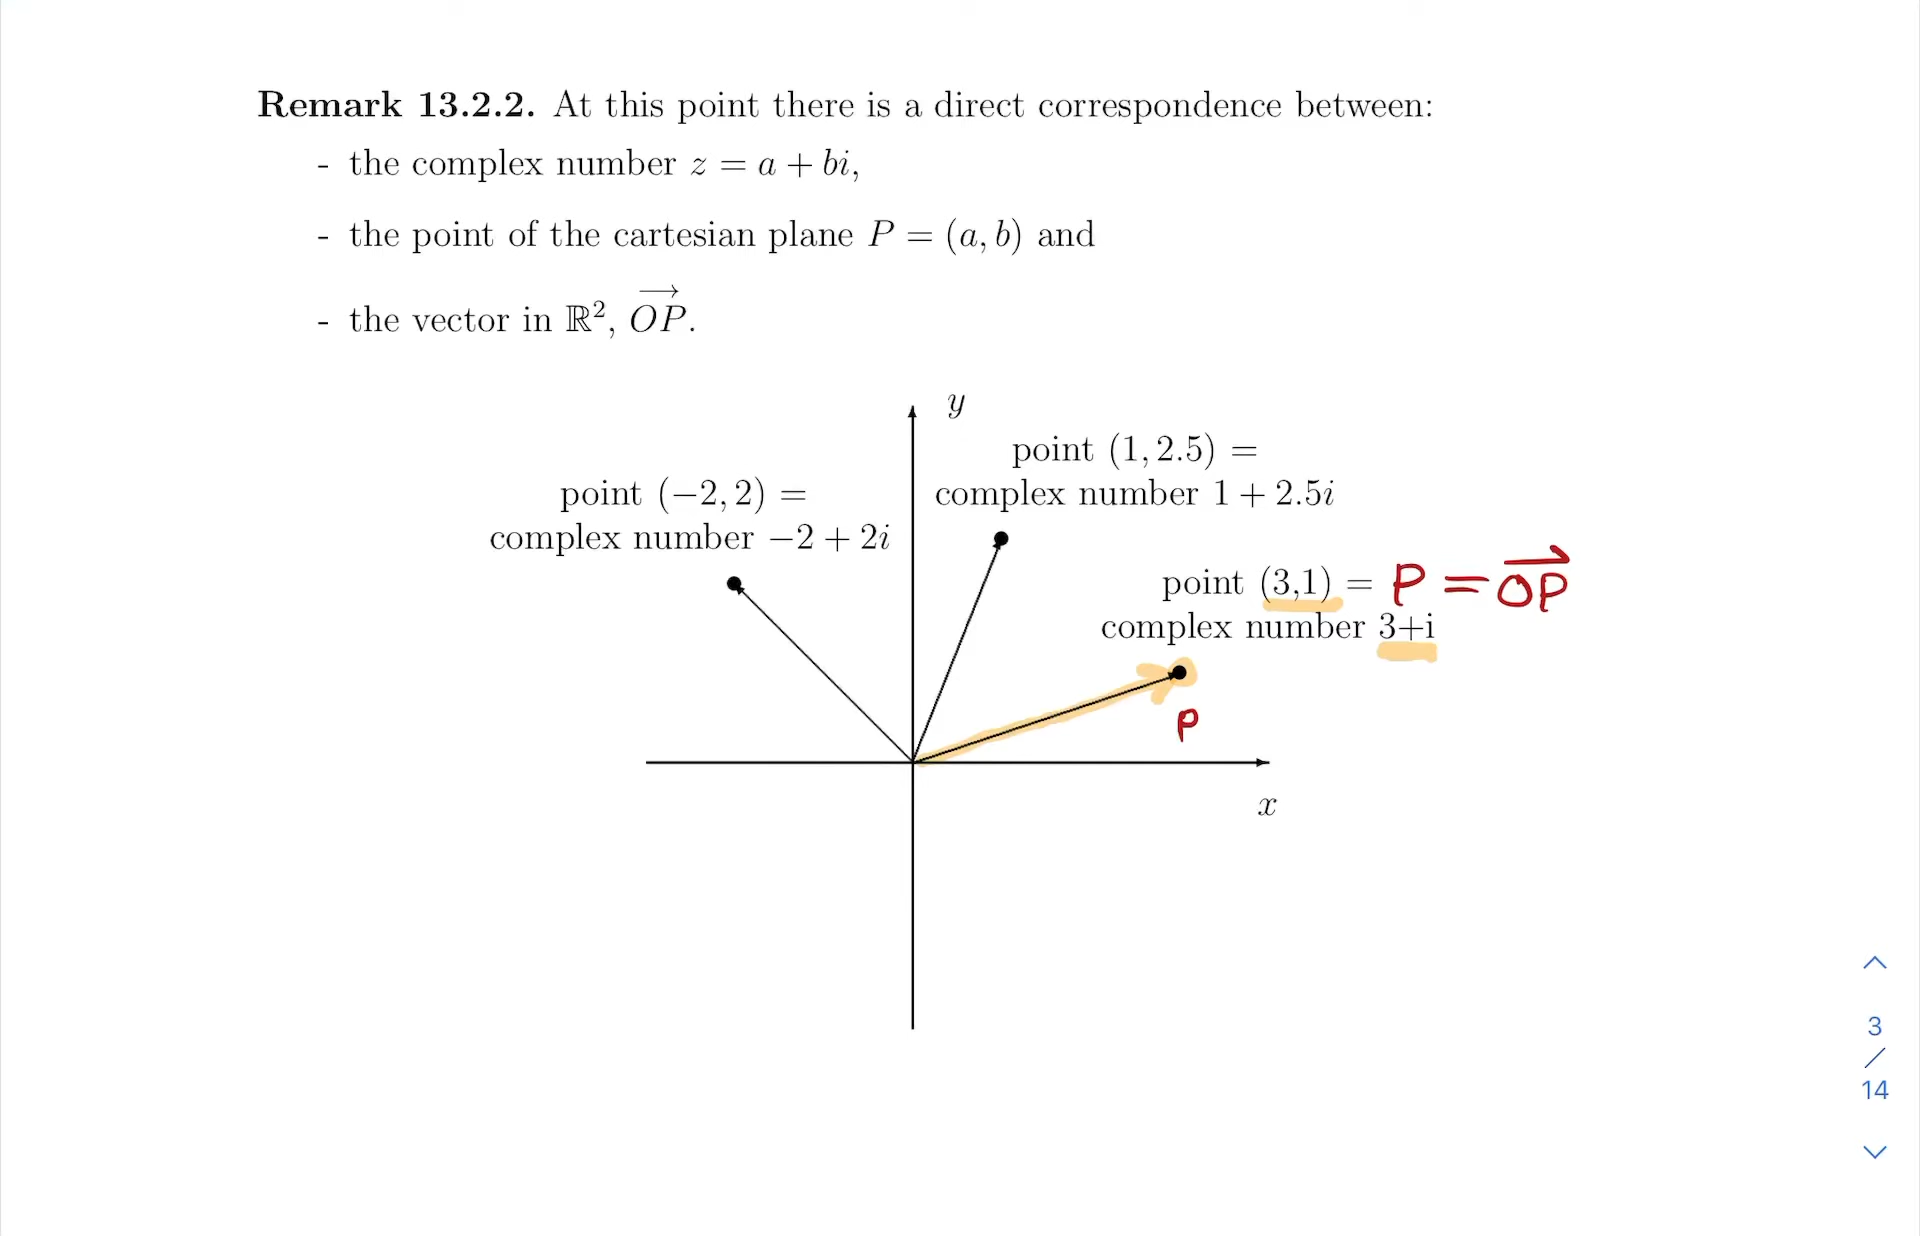 Remark 13.2.2. At this point there is a direct correspondence between:
- the complex number z = a + bi,
- the point of the cartesian plane P = (a, b) and
- the vector in ℝ², \overrightarrow{OP}.
y
point (1, 2.5) =
complex number 1 + 2.5i
point (−2, 2) =
complex number −2 + 2i
point (3,1) = P = \overrightarrow{OP}
complex number 3+i
P
x
3
/
14